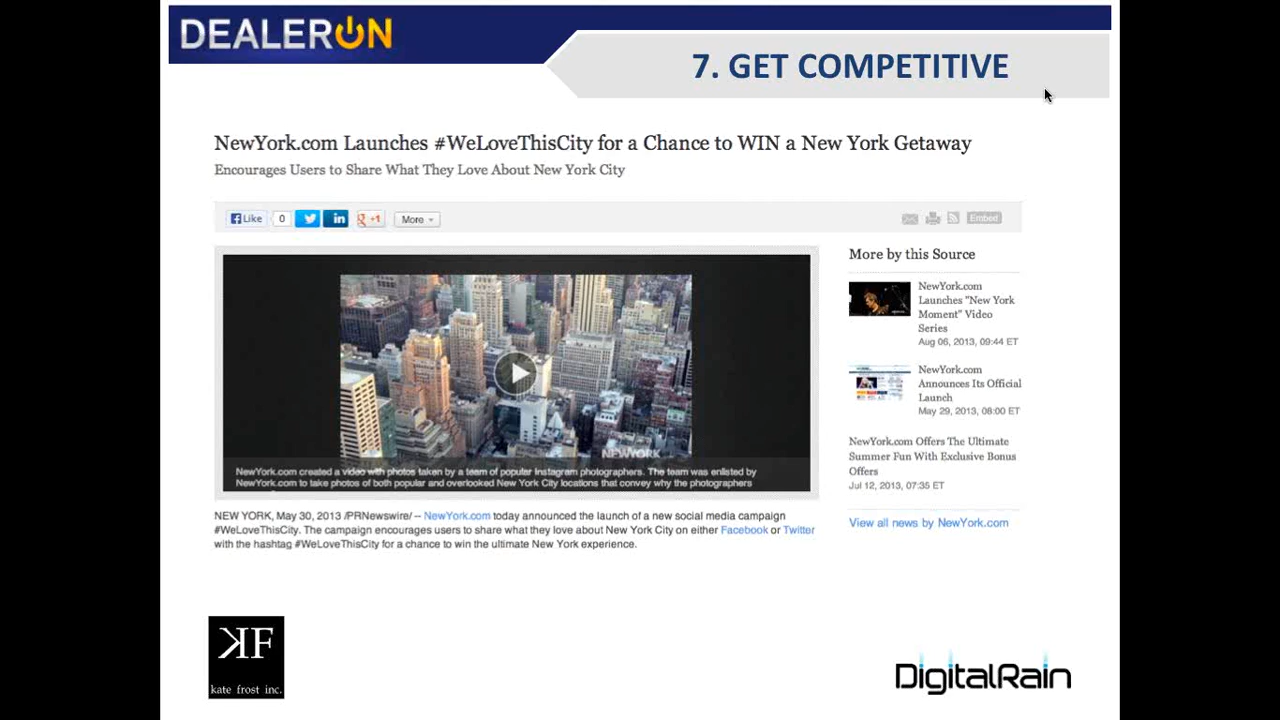 DEALERON
7. GET COMPETITIVE
NewYork.com Launches #WeLoveThisCity for a Chance to WIN a New York Getaway
Encourages Users to Share What They Love About New York City
Like 0 in g +1 More Embed
NEWYORK
NewYork.com created a video with photos taken by a team of popular Instagram photographers. The team was enlisted by
NewYork.com to take photos of both popular and overlooked New York City locations that convey why the photographers
NEW YORK, May 30, 2013 /PRNewswire/ -- NewYork.com today announced the launch of a new social media campaign
#WeLoveThisCity. The campaign encourages users to share what they love about New York City on either Facebook or Twitter
with the hashtag #WeLoveThisCity for a chance to win the ultimate New York experience.
More by this Source
NewYork.com
Launches "New York
Moment" Video
Series
Aug 06, 2013, 09:44 ET
NewYork.com
Announces Its Official
Launch
May 29, 2013, 08:00 ET
NewYork.com Offers The Ultimate
Summer Fun With Exclusive Bonus
Offers
Jul 12, 2013, 07:35 ET
View all news by NewYork.com
KF
kate frost inc.
DigitalRain